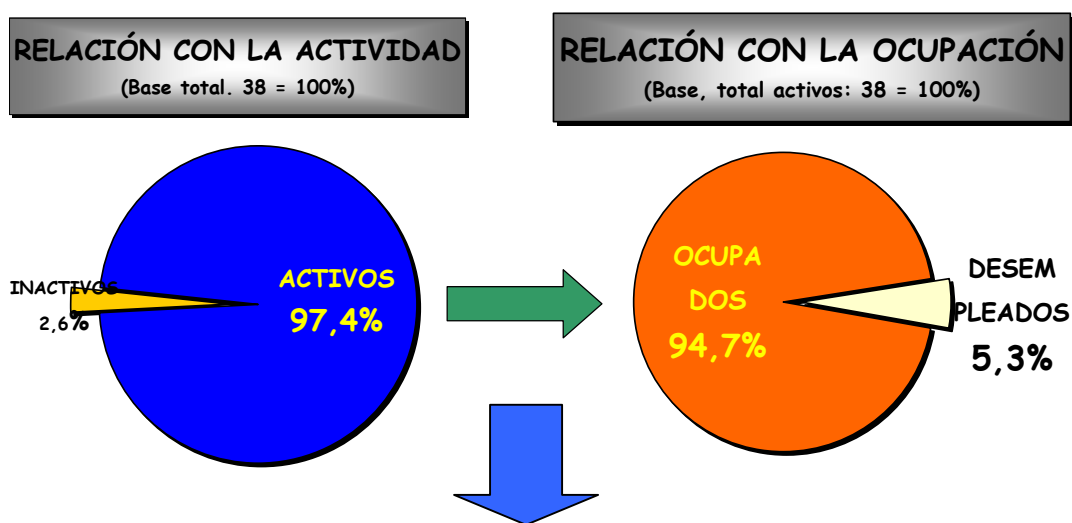 RELACIÓN CON LA ACTIVIDAD
(Base total. 38 = 100%)
RELACIÓN CON LA OCUPACIÓN
(Base, total activos: 38 = 100%)
INACTIVOS
2,6%
ACTIVOS
97,4%
OCUPA
DOS
94,7%
DESEM
PLEADOS
5,3%